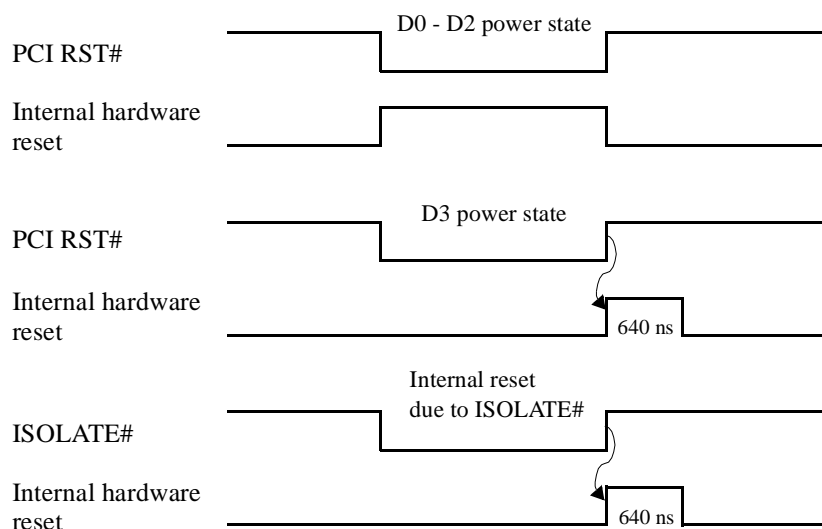 D0 - D2 power state
PCI RST#
Internal hardware
reset
D3 power state
PCI RST#
Internal hardware
reset
640 ns
Internal reset
due to ISOLATE#
ISOLATE#
Internal hardware
reset
640 ns